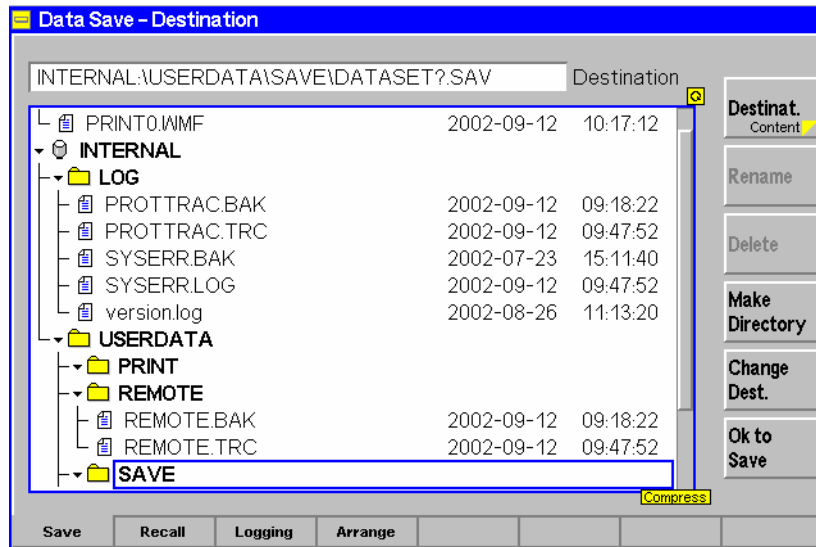 Data Save – Destination
INTERNAL:\USERDATA\SAVE\DATASET?.SAV Destination
PRINT0.WMF 2002-09-12 10:17:12
INTERNAL
LOG
PROTTRAC.BAK 2002-09-12 09:18:22
PROTTRAC.TRC 2002-09-12 09:47:52
SYSERR.BAK 2002-07-23 15:11:40
SYSERR.LOG 2002-09-12 09:47:52
version.log 2002-08-26 11:13:20
USERDATA
PRINT
REMOTE
REMOTE.BAK 2002-09-12 09:18:22
REMOTE.TRC 2002-09-12 09:47:52
SAVE
Compress
Destinat.
Content
Rename
Delete
Make
Directory
Change
Dest.
Ok to
Save
Save Recall Logging Arrange